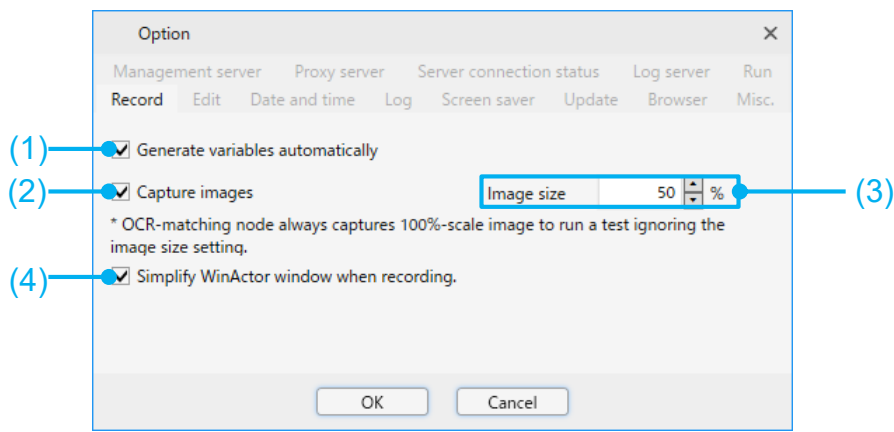 Option
Management server Proxy server Server connection status Log server Run
Record Edit Date and time Log Screen saver Update Browser Misc.
(1) Generate variables automatically
(2) Capture images Image size 50 % (3)
* OCR-matching node always captures 100%-scale image to run a test ignoring the
image size setting.
(4) Simplify WinActor window when recording.
OK Cancel